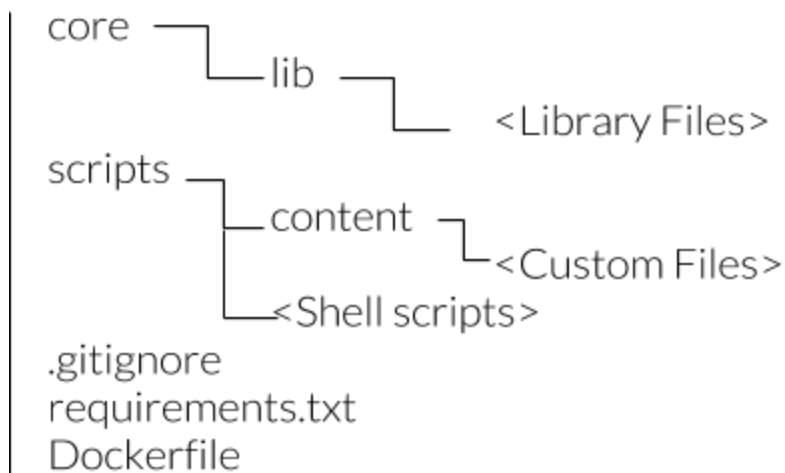 core
lib
<Library Files>
scripts
content
<Custom Files>
<Shell scripts>
.gitignore
requirements.txt
Dockerfile